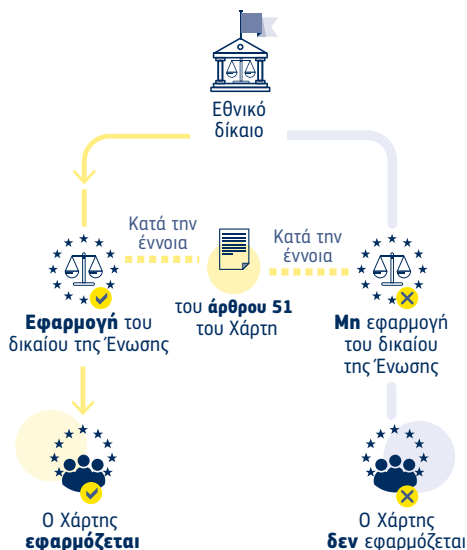 Εθνικό
δίκαιο
Κατά την
έννοια
Κατά την
έννοια
του άρθρου 51
του Χάρτη
Εφαρμογή του
δικαίου της Ένωσης
Μη εφαρμογή
του δικαίου
της Ένωσης
Ο Χάρτης
εφαρμόζεται
Ο Χάρτης
δεν εφαρμόζεται